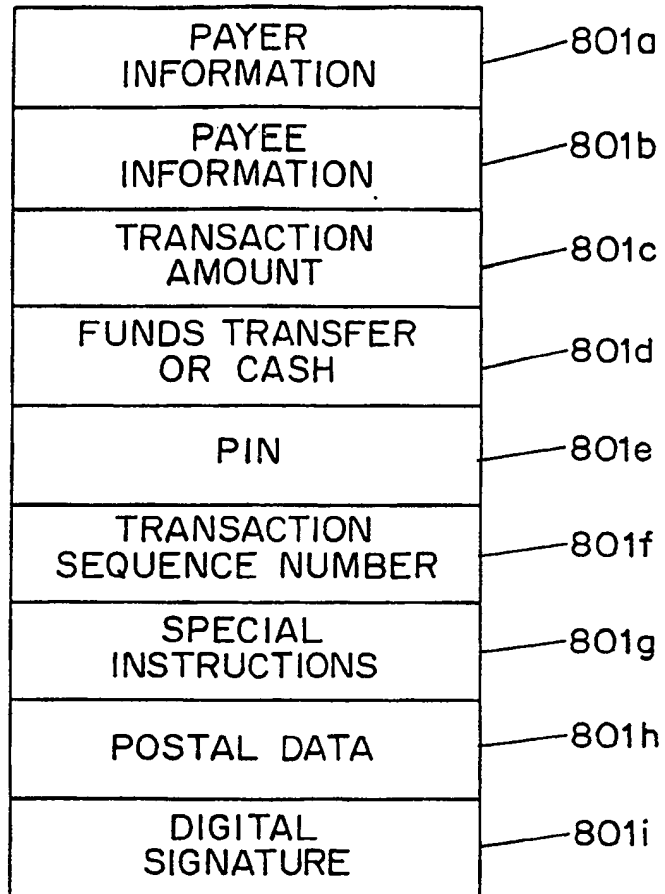 PAYER
INFORMATION
801a
PAYEE
INFORMATION
801b
TRANSACTION
AMOUNT
801c
FUNDS TRANSFER
OR CASH
801d
PIN
801e
TRANSACTION
SEQUENCE NUMBER
801f
SPECIAL
INSTRUCTIONS
801g
POSTAL DATA
801h
DIGITAL
SIGNATURE
801i